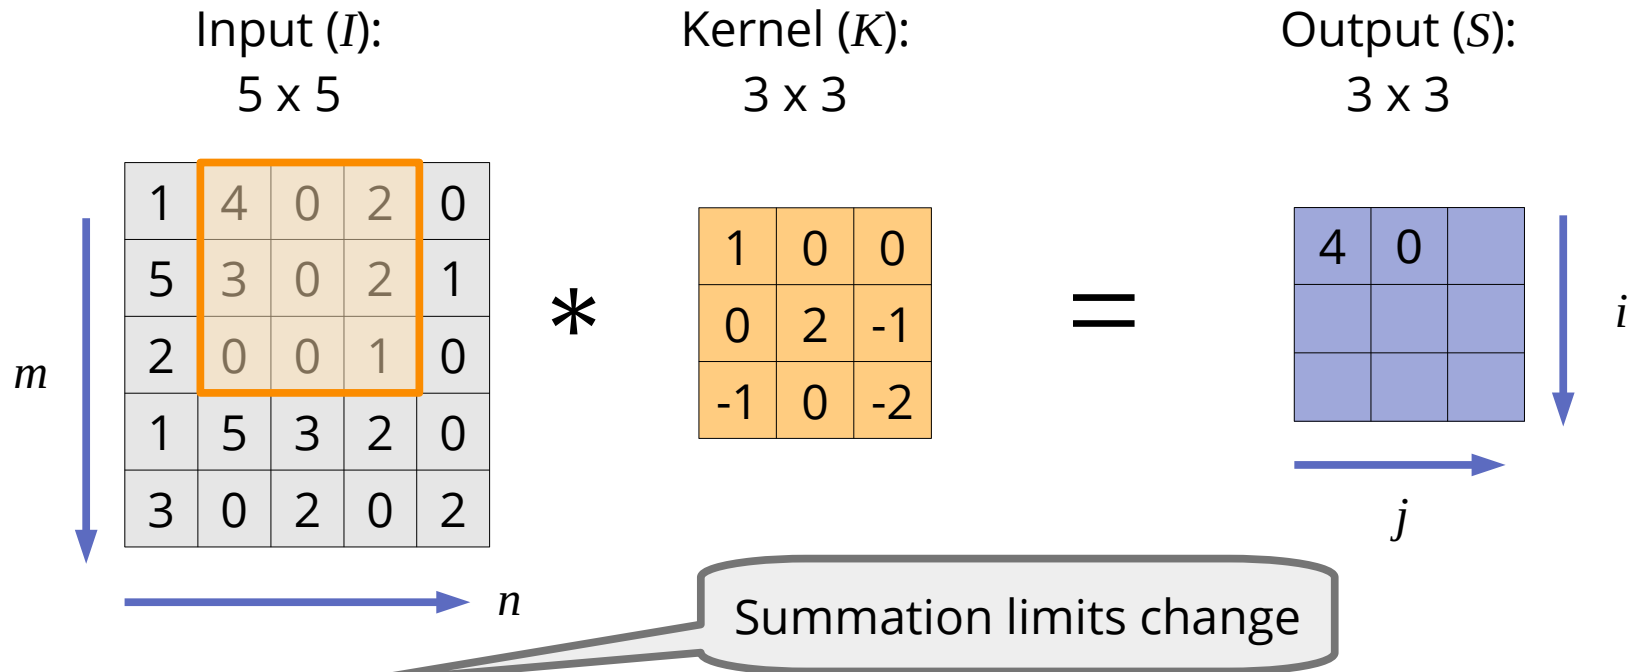 Input (I): Kernel (K): Output (S):
5 x 5 3 x 3 3 x 3
1 4 0 2 0
5 3 0 2 1
2 0 0 1 0
1 5 3 2 0
3 0 2 0 2
m
n
*
1 0 0
0 2 -1
-1 0 -2
=
4 0
i
j
Summation limits change